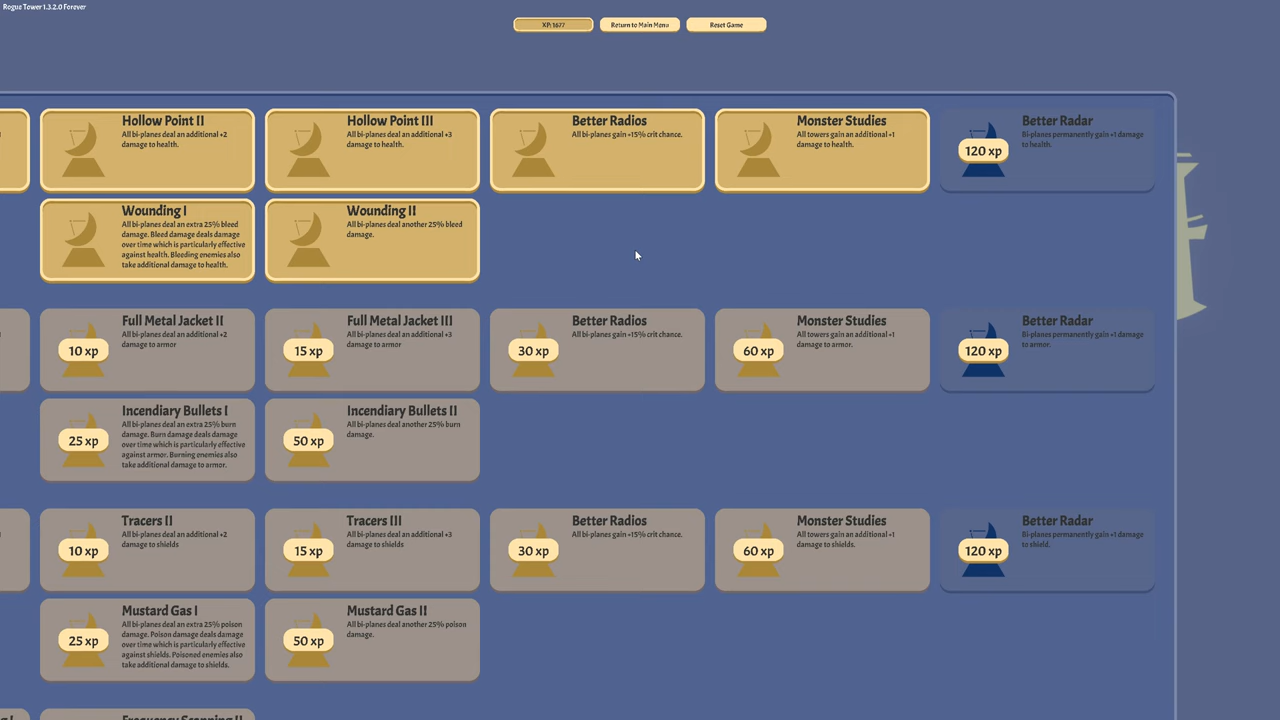 Rogue Tower 1.3.2.0 Forever
XP: 1677
Return to Main Menu
Reset Game
Hollow Point II
All bi-planes deal an additional +2
damage to health.
Hollow Point III
All bi-planes deal an additional +3
damage to health.
Better Radios
All bi-planes gain +15% crit chance.
Monster Studies
All towers gain an additional +1
damage to health.
120 xp
Better Radar
Bi-planes permanently gain +1 damage
to health.
Wounding I
All bi-planes deal an extra 25% bleed
damage. Bleed damage deals damage
over time which is particularly effective
against health. Bleeding enemies also
take additional damage to health.
Wounding II
All bi-planes deal another 25% bleed
damage.
10 xp
Full Metal Jacket II
All bi-planes deal an additional +2
damage to armor
15 xp
Full Metal Jacket III
All bi-planes deal an additional +3
damage to armor
30 xp
Better Radios
All bi-planes gain +15% crit chance.
60 xp
Monster Studies
All towers gain an additional +1
damage to armor.
120 xp
Better Radar
Bi-planes permanently gain +1 damage
to armor.
25 xp
Incendiary Bullets I
All bi-planes deal an extra 25% burn
damage. Burn damage deals damage
over time which is particularly effective
against armor. Burning enemies also
take additional damage to armor.
50 xp
Incendiary Bullets II
All bi-planes deal another 25% burn
damage.
10 xp
Tracers II
All bi-planes deal an additional +2
damage to shields
15 xp
Tracers III
All bi-planes deal an additional +3
damage to shields
30 xp
Better Radios
All bi-planes gain +15% crit chance.
60 xp
Monster Studies
All towers gain an additional +1
damage to shields.
120 xp
Better Radar
Bi-planes permanently gain +1 damage
to shield.
25 xp
Mustard Gas I
All bi-planes deal an extra 25% poison
damage. Poison damage deals damage
over time which is particularly effective
against shields. Poisoned enemies also
take additional damage to shields.
50 xp
Mustard Gas II
All bi-planes deal another 25% poison
damage.
Frequency Scanning II